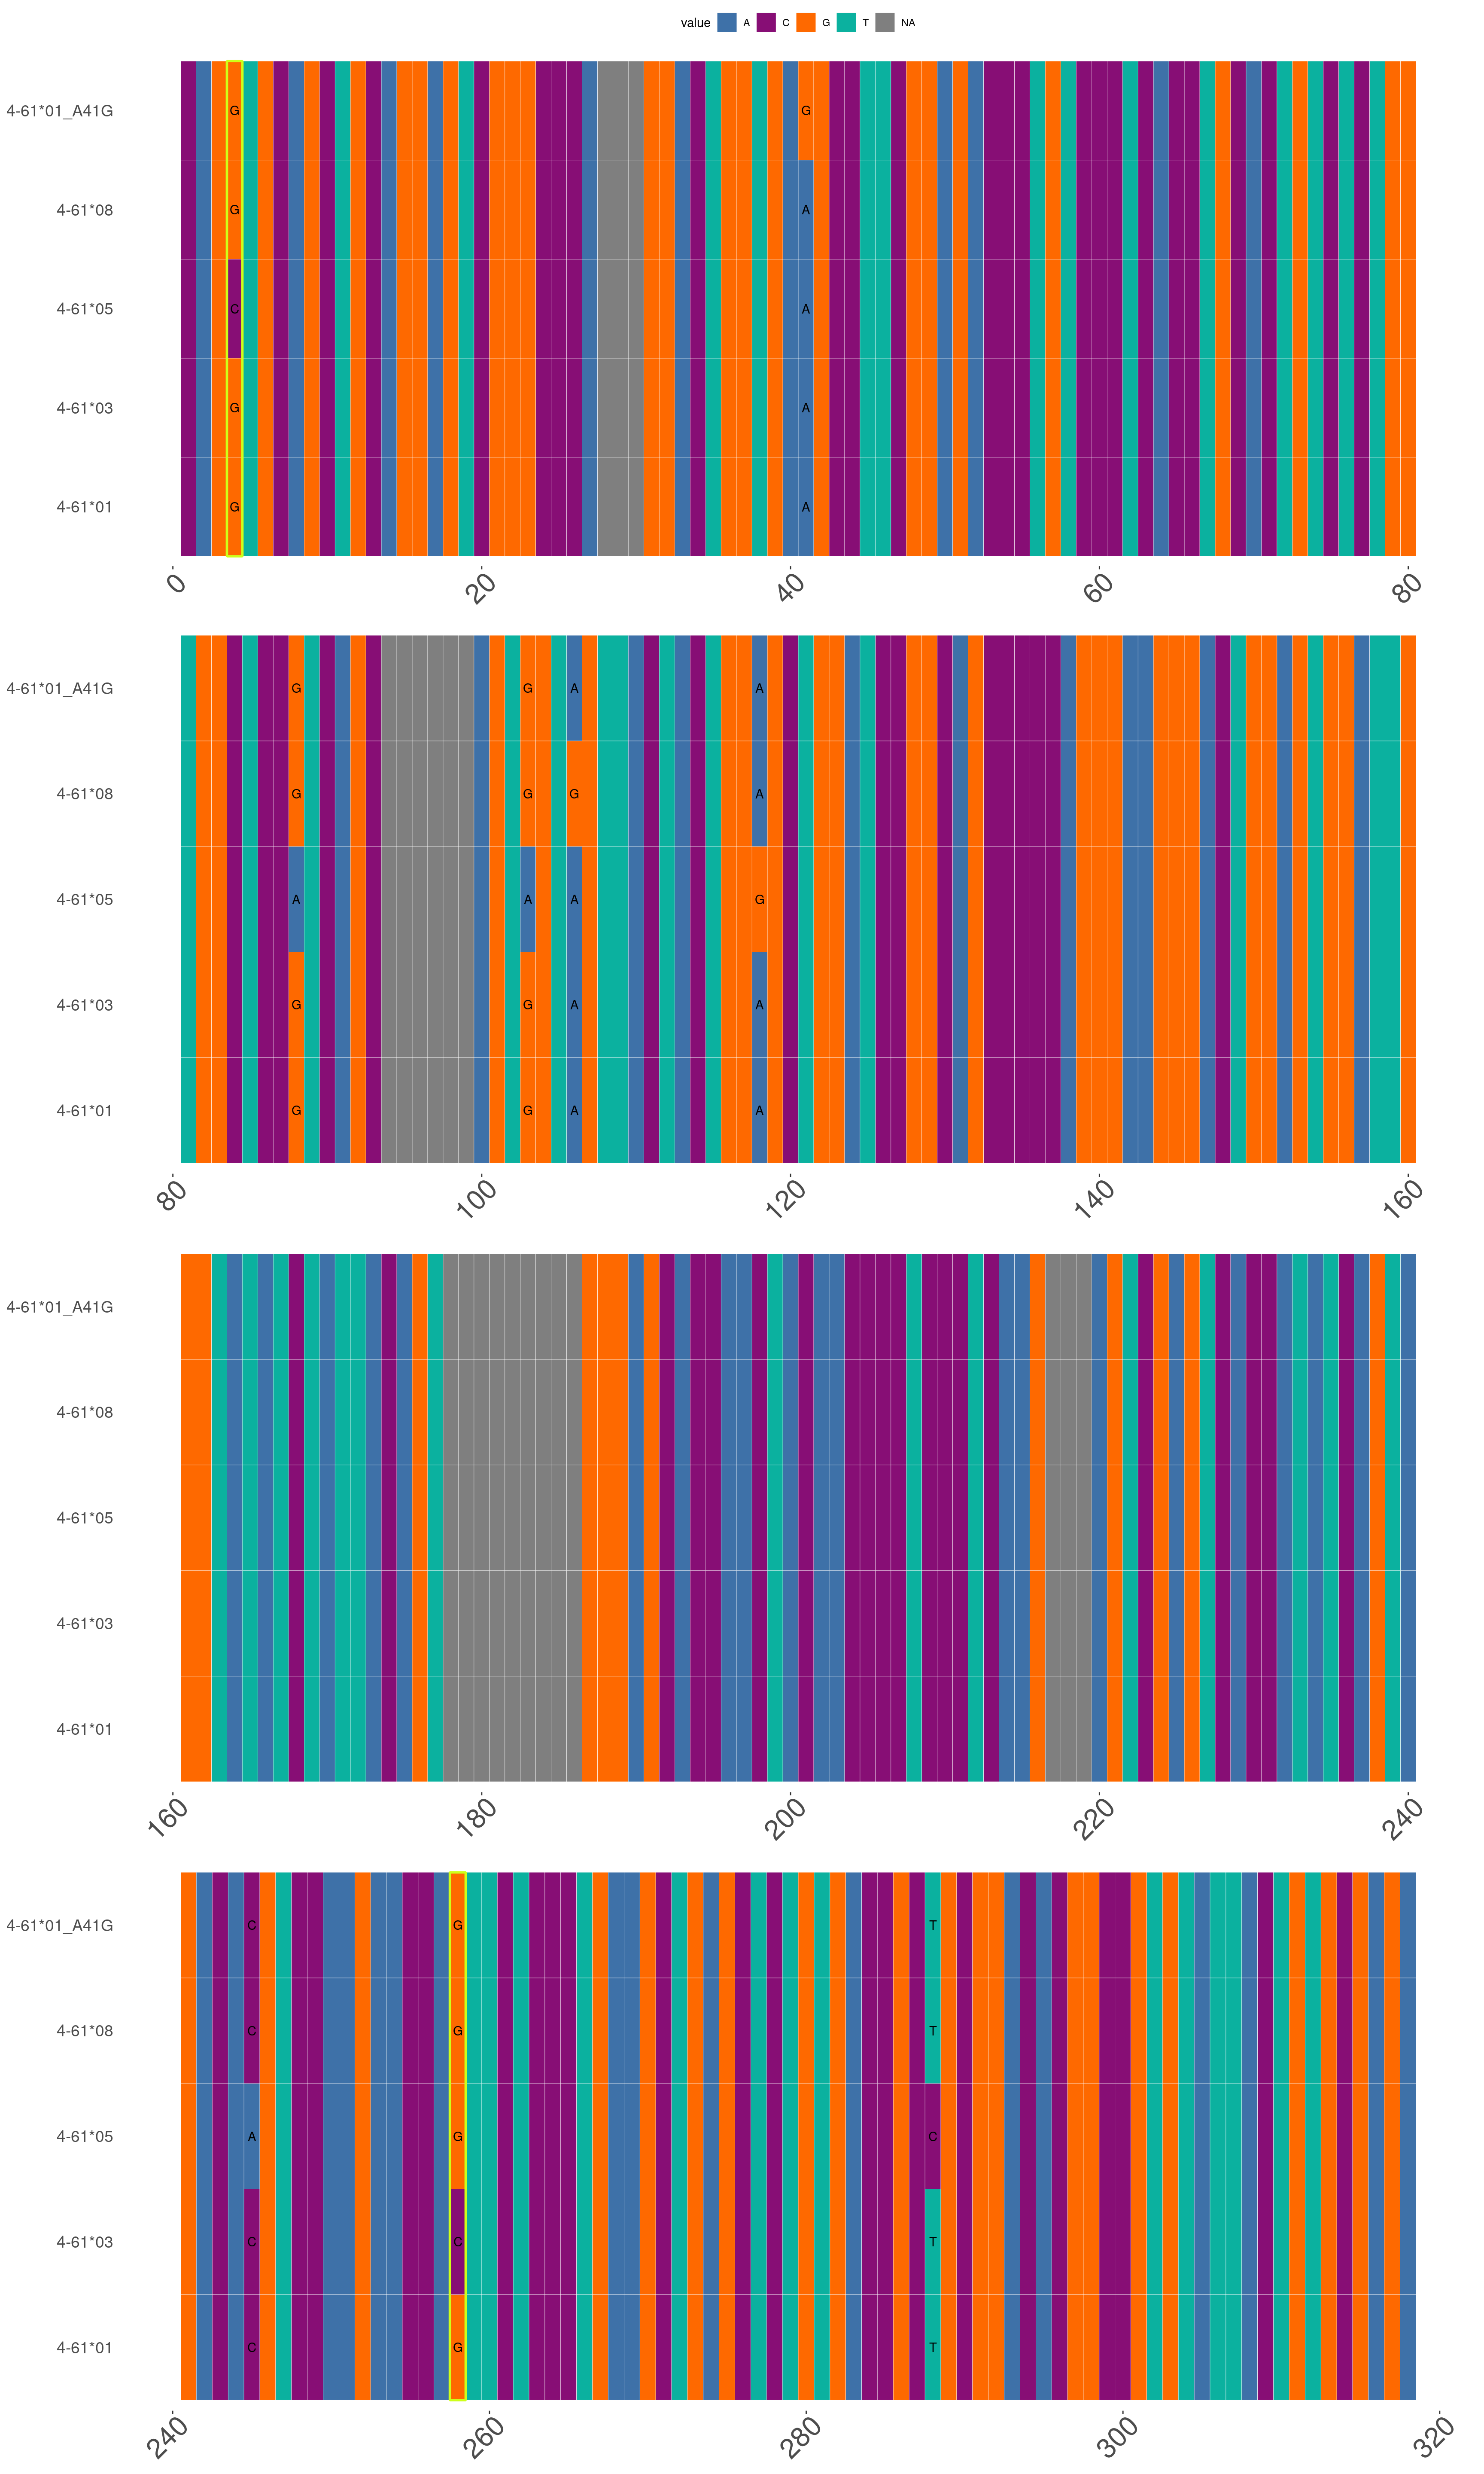 value A C G T NA
4-61*01_A41G G G
4-61*08 G A
4-61*05 C A
4-61*03 G A
4-61*01 G A
0 20 40 60 80
4-61*01_A41G G G A A
4-61*08 G G G A
4-61*05 A A A G
4-61*03 G G A A
4-61*01 G G A A
80 100 120 140 160
4-61*01_A41G
4-61*08
4-61*05
4-61*03
4-61*01
160 180 200 220 240
4-61*01_A41G C G T
4-61*08 C G T
4-61*05 A G C
4-61*03 C C T
4-61*01 C G T
240 260 280 300 320